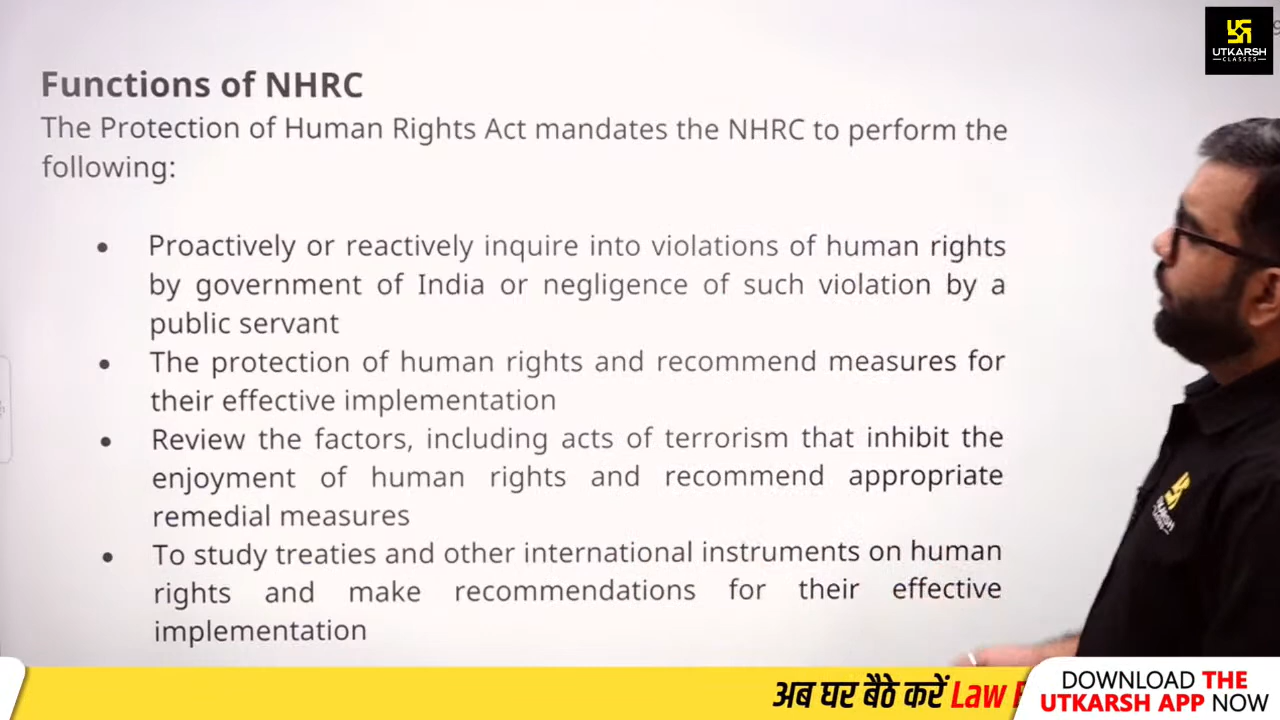 UTKARSH
CLASSES
Functions of NHRC
The Protection of Human Rights Act mandates the NHRC to perform the
following:
• Proactively or reactively inquire into violations of human rights
by government of India or negligence of such violation by a
public servant
• The protection of human rights and recommend measures for
their effective implementation
• Review the factors, including acts of terrorism that inhibit the
enjoyment of human rights and recommend appropriate
remedial measures
• To study treaties and other international instruments on human
rights and make recommendations for their effective
implementation
अब घर बैठे करें Law
DOWNLOAD THE
UTKARSH APP NOW